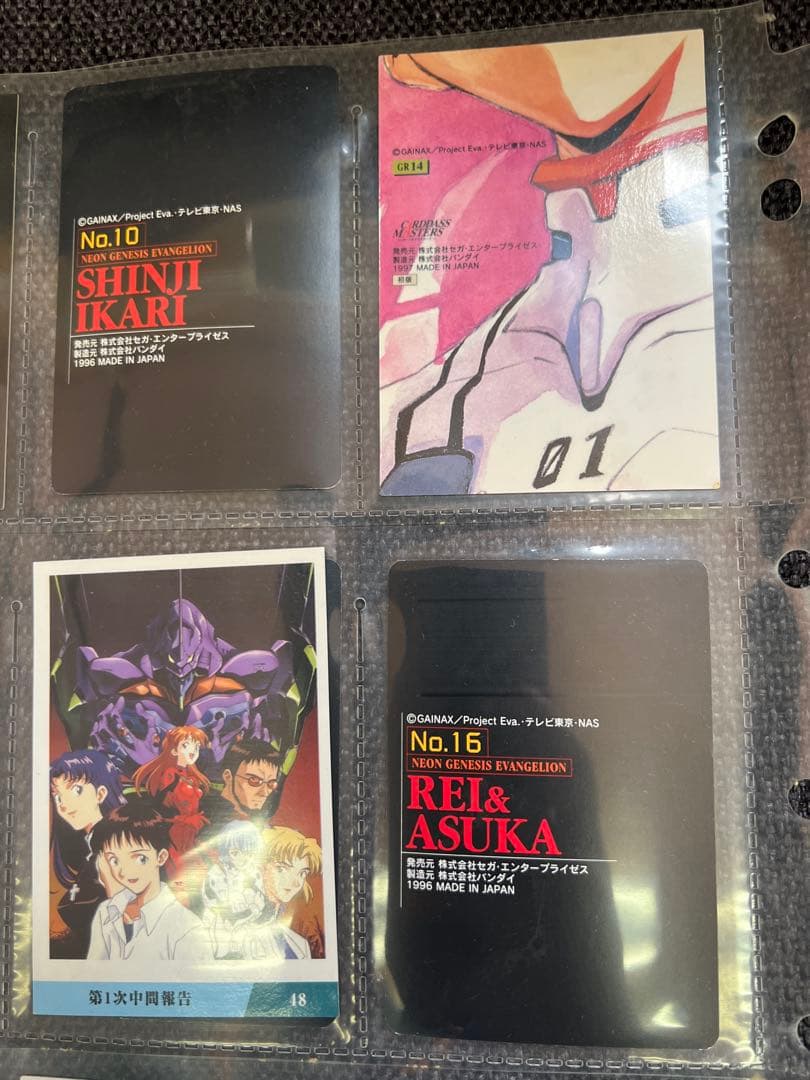 ©GAINAX／Project Eva.・テレビ東京・NAS
No.10
NEON GENESIS EVANGELION
SHINJI
IKARI
発売元 株式会社セガ・エンタープライゼス
製造元 株式会社バンダイ
1996 MADE IN JAPAN
©GAINAX/Project Eva.・テレビ東京・NAS
GR14
CARDDASS
MASTERS
発売元 株式会社セガ・エンタープライゼス
製造元 株式会社バンダイ
1997 MADE IN JAPAN
初版
01
第1次中間報告 48
©GAINAX／Project Eva.・テレビ東京・NAS
No.16
NEON GENESIS EVANGELION
REI&
ASUKA
発売元 株式会社セガ・エンタープライゼス
製造元 株式会社バンダイ
1996 MADE IN JAPAN